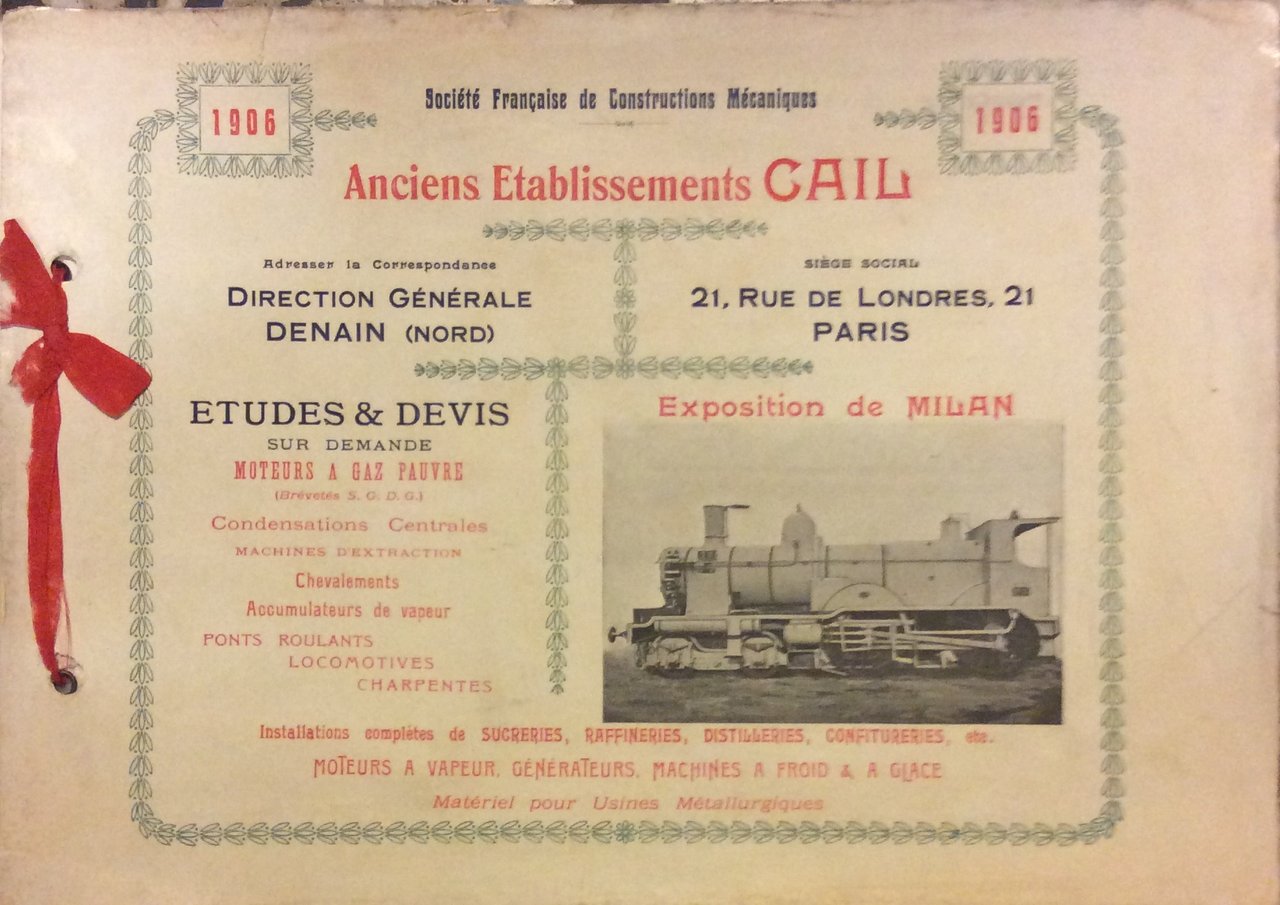 1906
1906
Société Française de Constructions Mécaniques
Anciens Etablissements CAIL
Adresser la Correspondance
DIRECTION GÉNÉRALE
DENAIN (NORD)
SIÈGE SOCIAL
21, RUE DE LONDRES, 21
PARIS
ETUDES & DEVIS
SUR DEMANDE
MOTEURS A GAZ PAUVRE
(Brévetés S. G. D. G.)
Condensations Centrales
MACHINES D'EXTRACTION
Chevalements
Accumulateurs de vapeur
PONTS ROULANTS
LOCOMOTIVES
CHARPENTES
Exposition de MILAN
Installations complètes de SUCRERIES, RAFFINERIES, DISTILLERIES, CONFITURERIES, etc.
MOTEURS A VAPEUR, GÉNÉRATEURS, MACHINES A FROID & A GLACE
Matériel pour Usines Métallurgiques